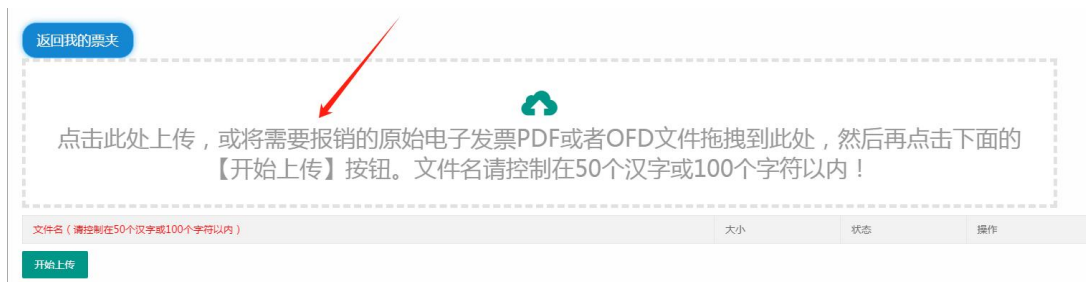 返回我的票夹
点击此处上传，或将需要报销的原始电子发票PDF或者OFD文件拖拽到此处，然后再点击下面的
【开始上传】按钮。文件名请控制在50个汉字或100个字符以内！
文件名（请控制在50个汉字或100个字符以内） 大小 状态 操作
开始上传